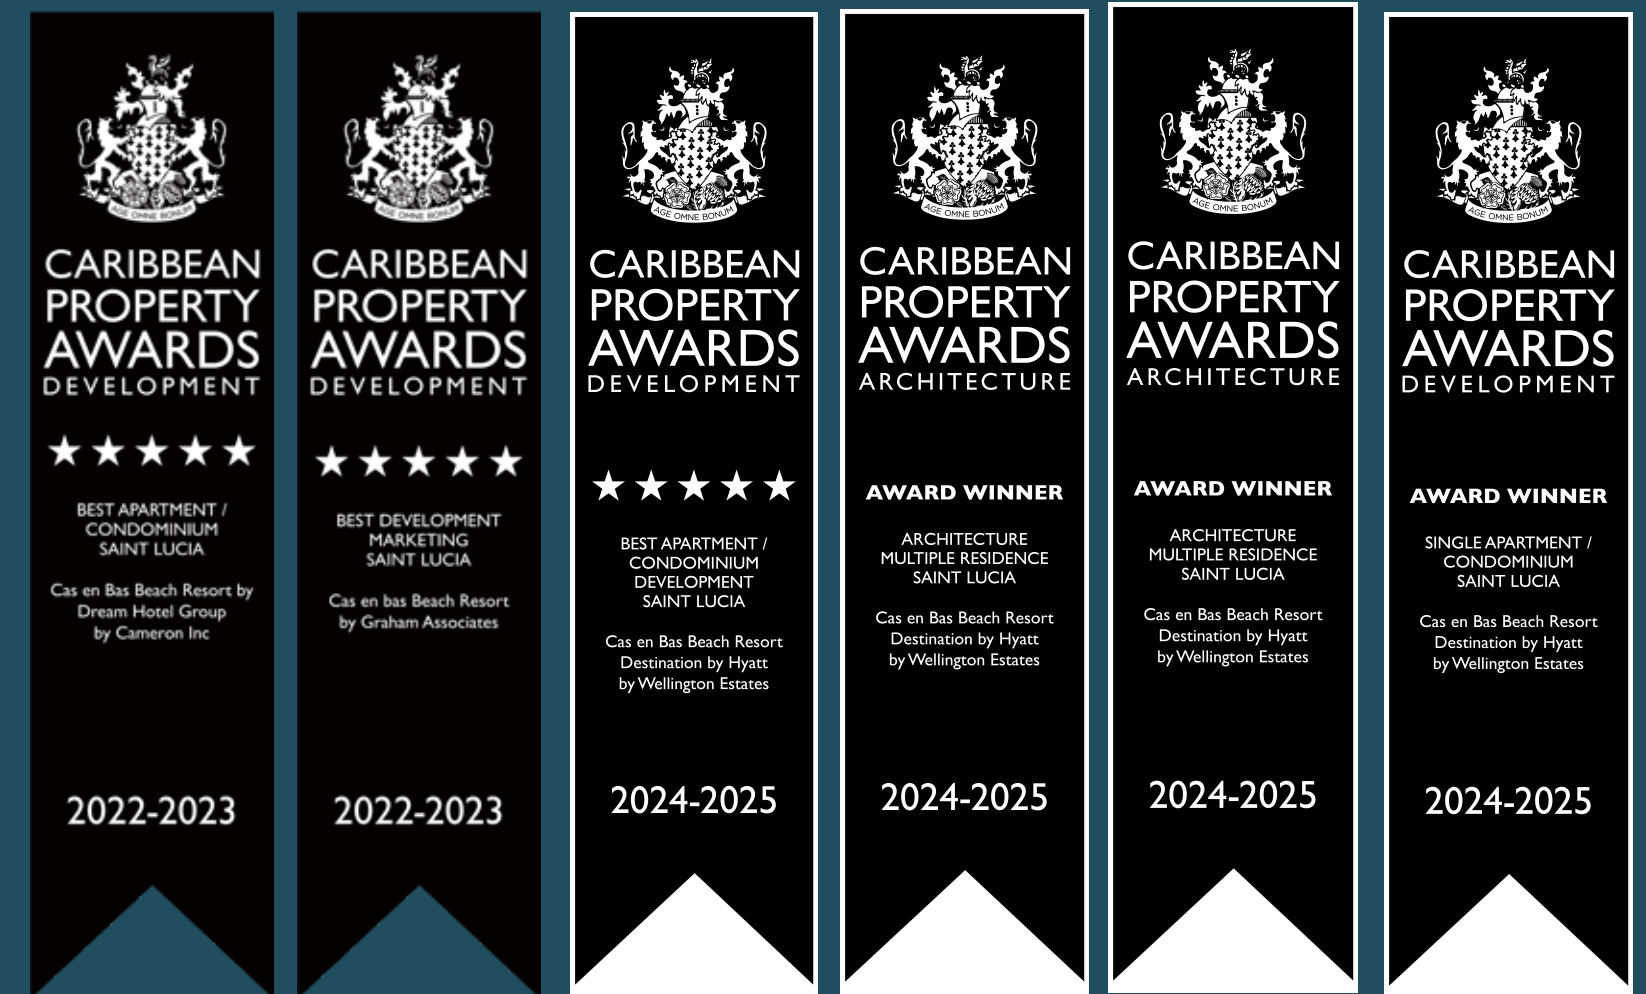 AGE OMNE BONUM
CARIBBEAN
PROPERTY
AWARDS
DEVELOPMENT
★★★★★
BEST APARTMENT /
CONDOMINIUM
SAINT LUCIA
Cas en Bas Beach Resort by
Dream Hotel Group
by Cameron Inc
2022-2023
AGE OMNE BONUM
CARIBBEAN
PROPERTY
AWARDS
DEVELOPMENT
★★★★★
BEST DEVELOPMENT
MARKETING
SAINT LUCIA
Cas en bas Beach Resort
by Graham Associates
2022-2023
AGE OMNE BONUM
CARIBBEAN
PROPERTY
AWARDS
DEVELOPMENT
★★★★★
BEST APARTMENT /
CONDOMINIUM
DEVELOPMENT
SAINT LUCIA
Cas en Bas Beach Resort
Destination by Hyatt
by Wellington Estates
2024-2025
AGE OMNE BONUM
CARIBBEAN
PROPERTY
AWARDS
ARCHITECTURE
AWARD WINNER
ARCHITECTURE
MULTIPLE RESIDENCE
SAINT LUCIA
Cas en Bas Beach Resort
Destination by Hyatt
by Wellington Estates
2024-2025
AGE OMNE BONUM
CARIBBEAN
PROPERTY
AWARDS
ARCHITECTURE
AWARD WINNER
ARCHITECTURE
MULTIPLE RESIDENCE
SAINT LUCIA
Cas en Bas Beach Resort
Destination by Hyatt
by Wellington Estates
2024-2025
AGE OMNE BONUM
CARIBBEAN
PROPERTY
AWARDS
DEVELOPMENT
AWARD WINNER
SINGLE APARTMENT /
CONDOMINIUM
SAINT LUCIA
Cas en Bas Beach Resort
Destination by Hyatt
by Wellington Estates
2024-2025